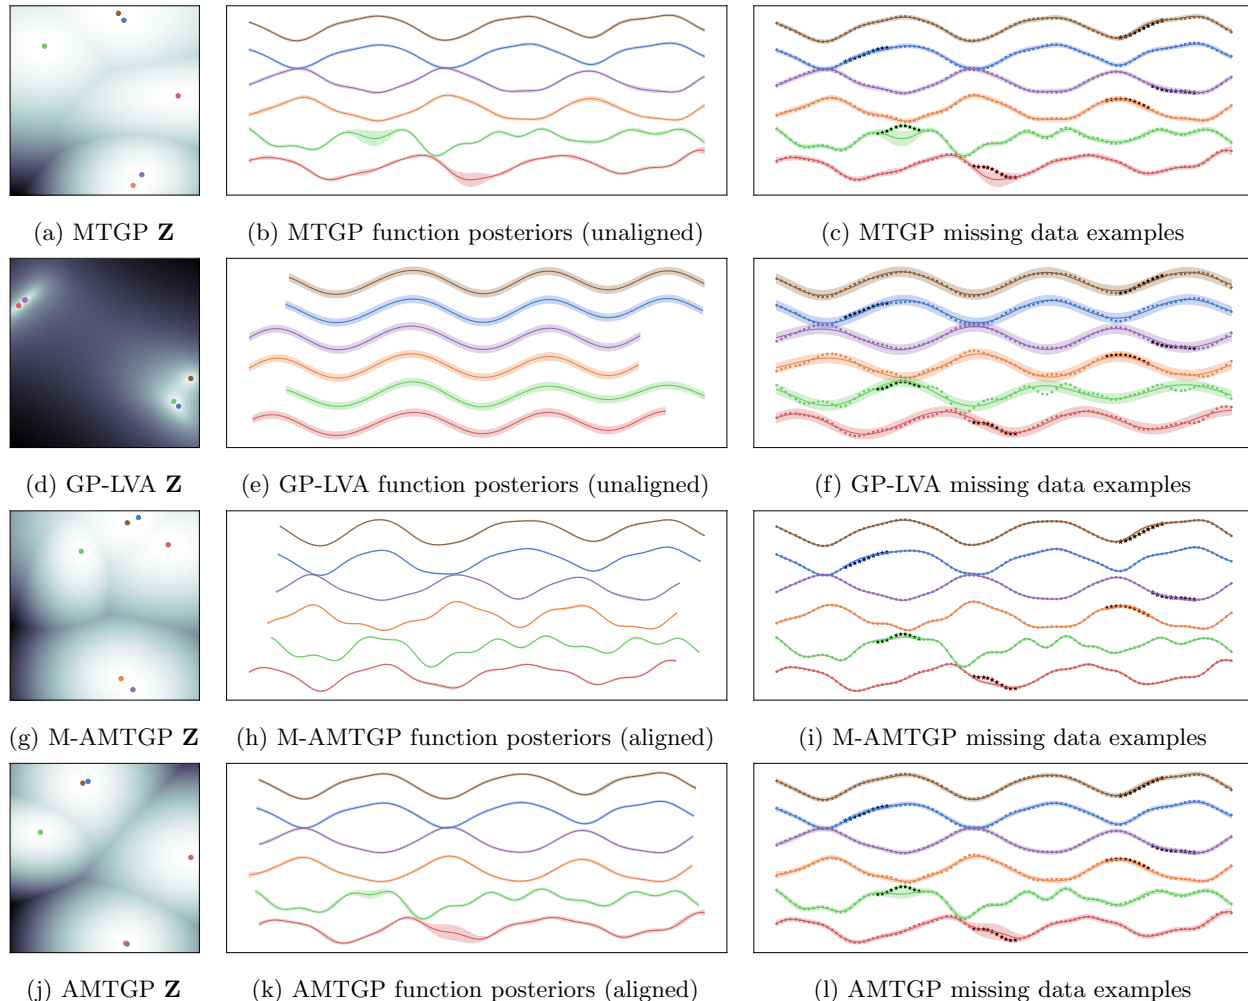 (a) MTGP Z
(b) MTGP function posteriors (unaligned)
(c) MTGP missing data examples
(d) GP-LVA Z
(e) GP-LVA function posteriors (unaligned)
(f) GP-LVA missing data examples
(g) M-AMTGP Z
(h) M-AMTGP function posteriors (aligned)
(i) M-AMTGP missing data examples
(j) AMTGP Z
(k) AMTGP function posteriors (aligned)
(l) AMTGP missing data examples